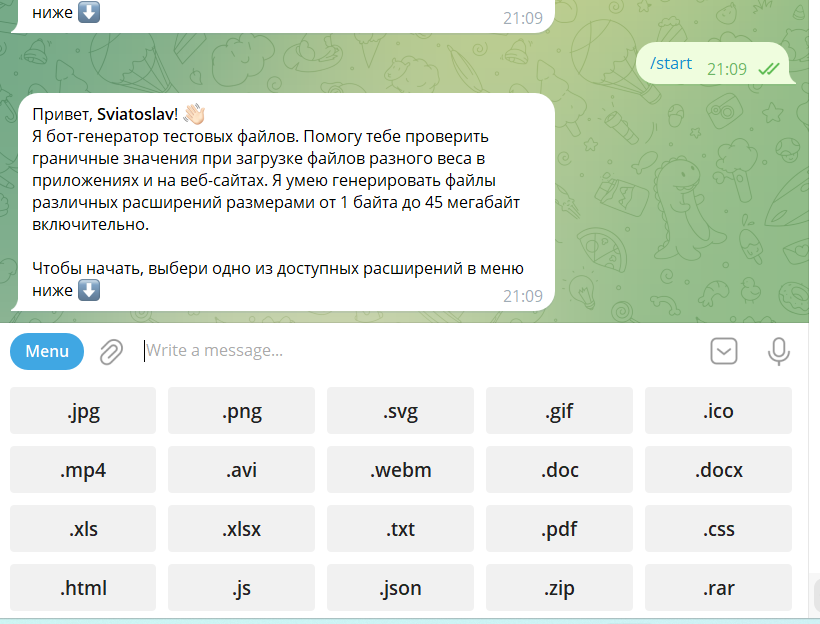 ниже ⬇️
21:09
/start 21:09
Привет, Sviatoslav! 👋🏻
Я бот-генератор тестовых файлов. Помогу тебе проверить
граничные значения при загрузке файлов разного веса в
приложениях и на веб-сайтах. Я умею генерировать файлы
различных расширений размерами от 1 байта до 45 мегабайт
включительно.
Чтобы начать, выбери одно из доступных расширений в меню
ниже ⬇️
21:09
Menu Write a message...
.jpg .png .svg .gif .ico
.mp4 .avi .webm .doc .docx
.xls .xlsx .txt .pdf .css
.html .js .json .zip .rar